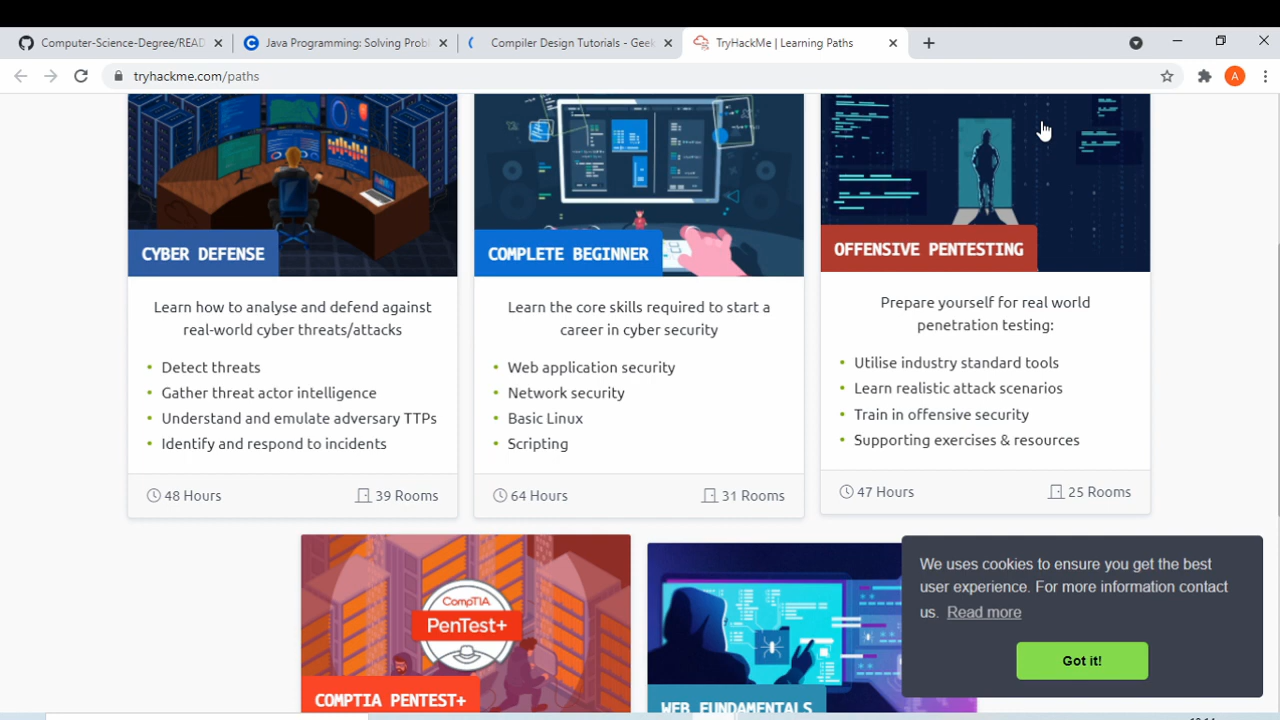 Computer-Science-Degree/READ
Java Programming: Solving Probl
Compiler Design Tutorials - Geek
TryHackMe | Learning Paths
tryhackme.com/paths
A
CYBER DEFENSE
Learn how to analyse and defend against
real-world cyber threats/attacks
• Detect threats
• Gather threat actor intelligence
• Understand and emulate adversary TTPs
• Identify and respond to incidents
48 Hours
39 Rooms
COMPLETE BEGINNER
Learn the core skills required to start a
career in cyber security
• Web application security
• Network security
• Basic Linux
• Scripting
64 Hours
31 Rooms
OFFENSIVE PENTESTING
Prepare yourself for real world
penetration testing:
• Utilise industry standard tools
• Learn realistic attack scenarios
• Train in offensive security
• Supporting exercises & resources
47 Hours
25 Rooms
CompTIA
PenTest+
COMPTIA PENTEST+
WEB FUNDAMENTALS
We uses cookies to ensure you get the best
user experience. For more information contact
us. Read more
Got it!